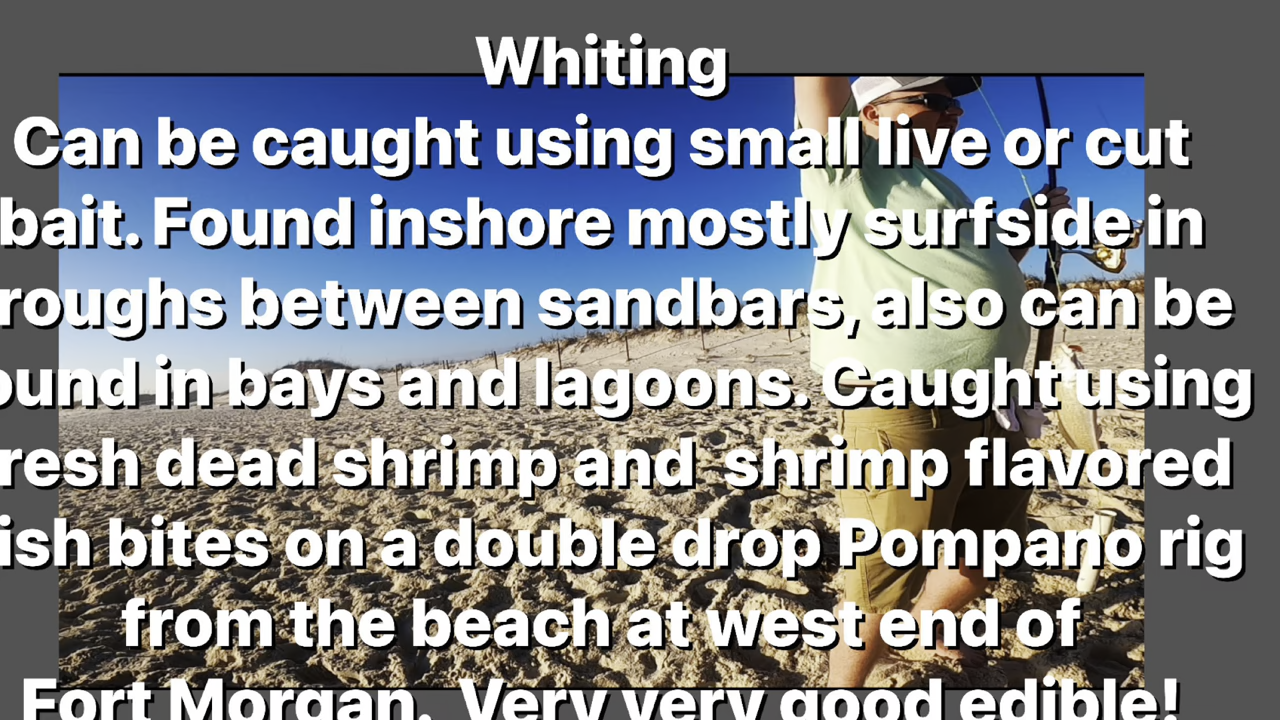 Whiting
Can be caught using small live or cut
bait. Found inshore mostly surfside in
roughs between sandbars, also can be
ound in bays and lagoons. Caught using
resh dead shrimp and shrimp flavored
ish bites on a double drop Pompano rig
from the beach at west end of
Fort Morgan. Very very good edible!